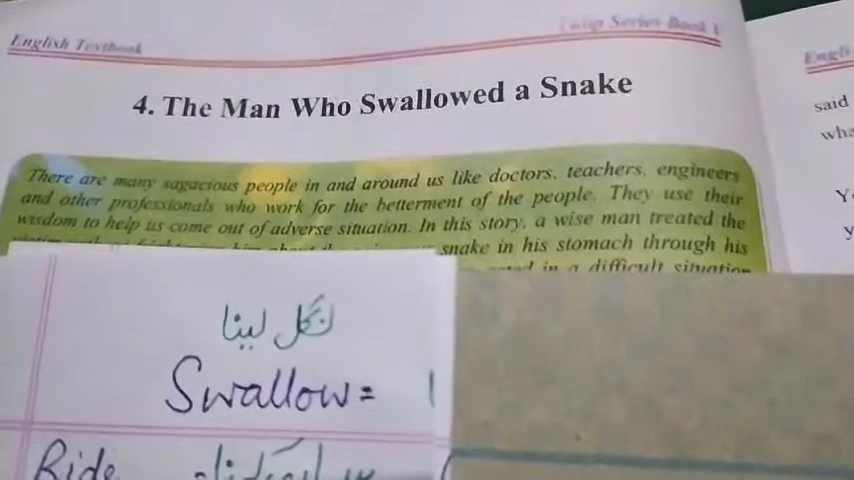 English Textbook
Tulip Series Book 1
Engli
4. The Man Who Swallowed a Snake
said
wha
There are many sagacious people in and around us like doctors, teachers, engineers
and other professionals who work for the betterment of the people. They use their
wisdom to help us come out of adverse situation. In this story, a wise man treated the
snake in his stomach through his
in a difficult situation
نگل لینا
Swallow =
Ride